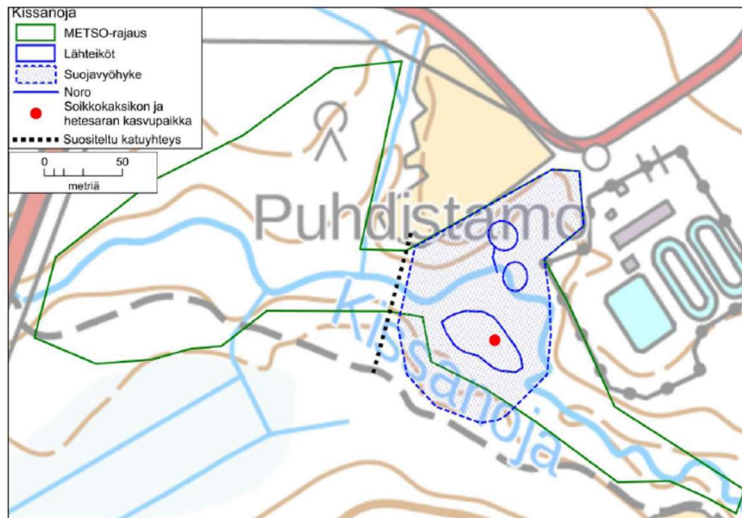 Kissanoja
METSO-rajaus
Lähteiköt
Suojavyöhyke
Noro
Soikkokaksikon ja
hetesaran kasvupaikka
Suositeltu katuyhteys
0 50
metriä
Puhdistamo
Kissanoja